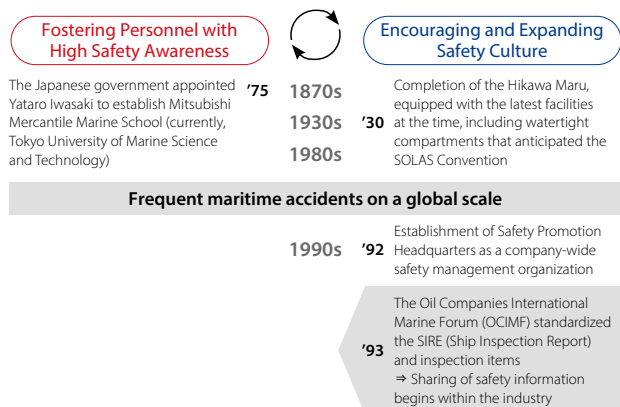 Fostering Personnel with
High Safety Awareness
Encouraging and Expanding
Safety Culture
The Japanese government appointed
Yataro Iwasaki to establish Mitsubishi
Mercantile Marine School (currently,
Tokyo University of Marine Science
and Technology)
’75
1870s
1930s
1980s
’30
Completion of the Hikawa Maru,
equipped with the latest facilities
at the time, including watertight
compartments that anticipated the
SOLAS Convention
Frequent maritime accidents on a global scale
1990s
’92
Establishment of Safety Promotion
Headquarters as a company-wide
safety management organization
’93
The Oil Companies International
Marine Forum (OCIMF) standardized
the SIRE (Ship Inspection Report)
and inspection items
⇒ Sharing of safety information
begins within the industry